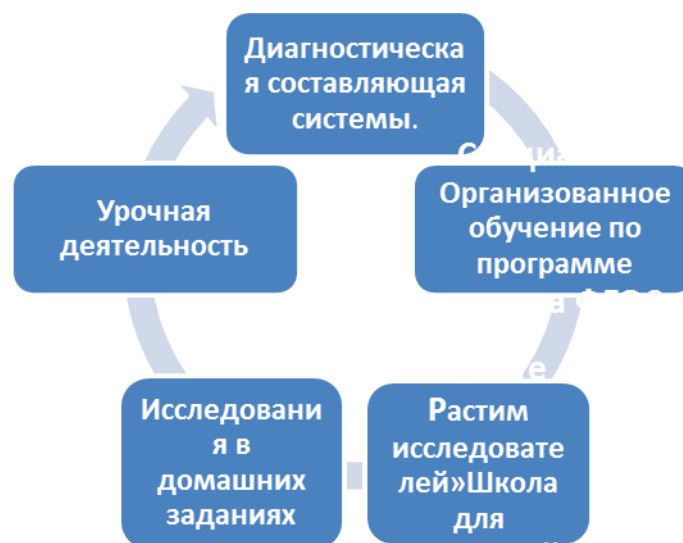 Диагностическа
я составляющая
системы.
Организованное
обучение по
программе
Растим
исследовате
лей»Школа
для
Исследовани
я в
домашних
заданиях
Урочная
деятельность